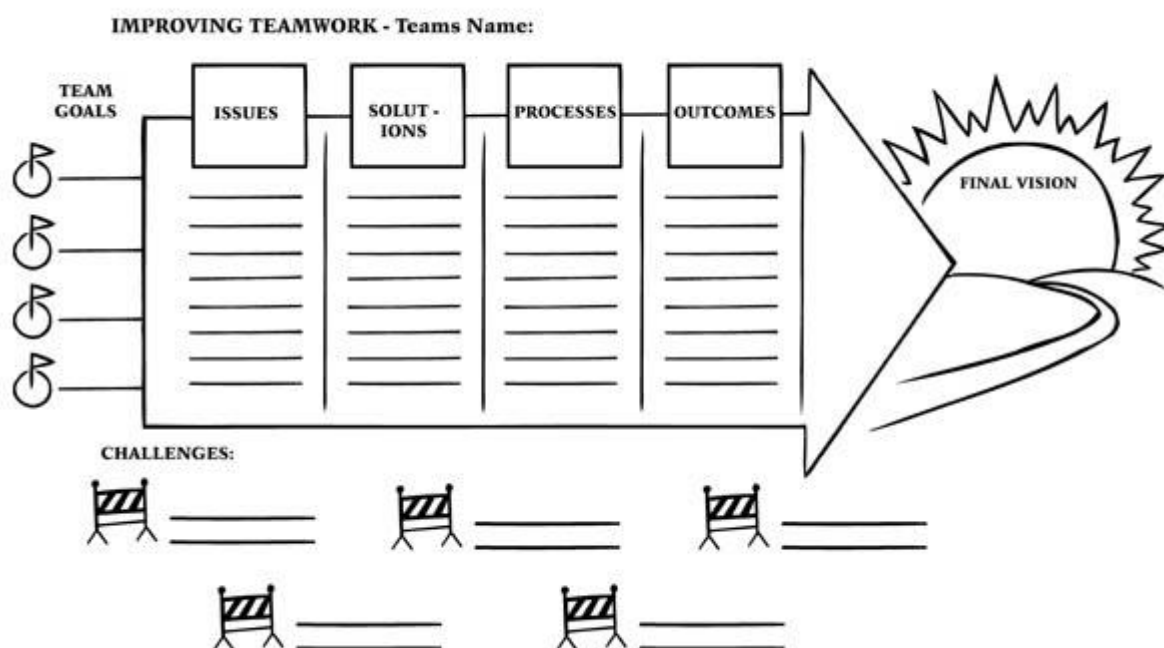 IMPROVING TEAMWORK - Teams Name:
TEAM
GOALS
ISSUES
SOLUT -
IONS
PROCESSES
OUTCOMES
FINAL VISION
CHALLENGES: